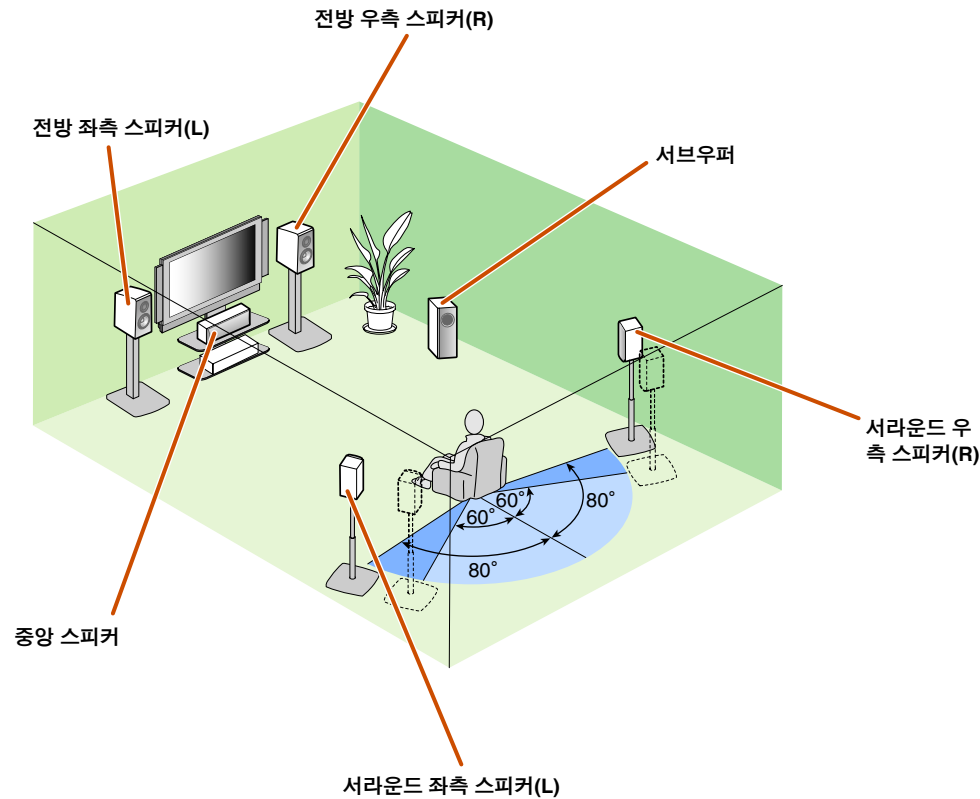 전방 우측 스피커(R)
전방 좌측 스피커(L)
서브우퍼
서라운드 우
측 스피커(R)
60°
80°
60°
80°
중앙 스피커
서라운드 좌측 스피커(L)